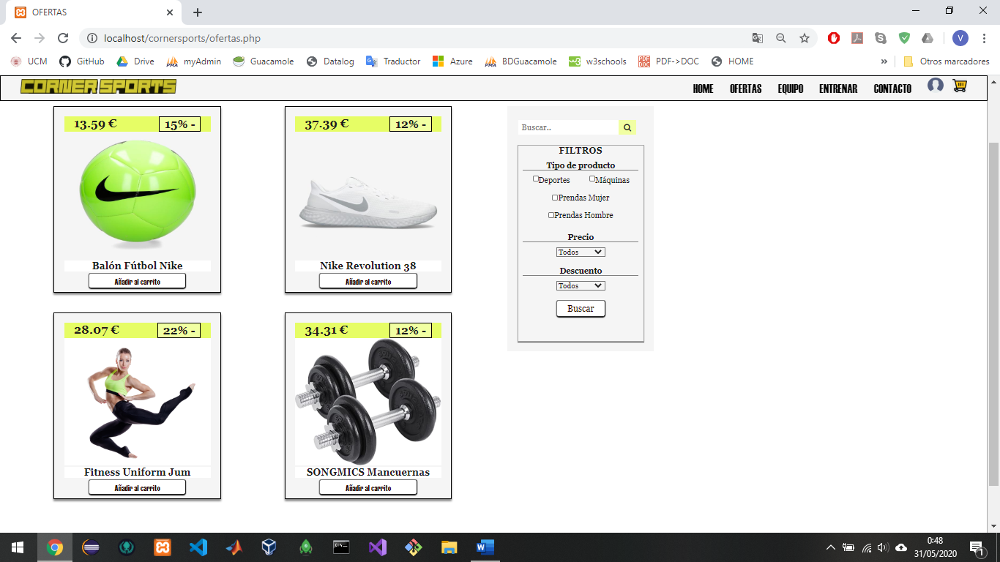 OFERTAS
localhost/cornersports/ofertas.php
V
UCM GitHub Drive myAdmin Guacamole Datalog Traductor Azure BDGuacamole w3schools PDF->DOC HOME » Otros marcadores
CORNER SPORTS
HOME OFERTAS EQUIPO ENTRENAR CONTACTO
13.59 € 15% -
Balón Fútbol Nike
Añadir al carrito
37.39 € 12% -
Nike Revolution 38
Añadir al carrito
28.07 € 22% -
Fitness Uniform Jum
Añadir al carrito
34.31 € 12% -
SONGMICS Mancuernas
Añadir al carrito
Buscar..
FILTROS
Tipo de producto
Deportes Máquinas
Prendas Mujer
Prendas Hombre
Precio
Todos
Descuento
Todos
Buscar
0:48
31/05/2020
1